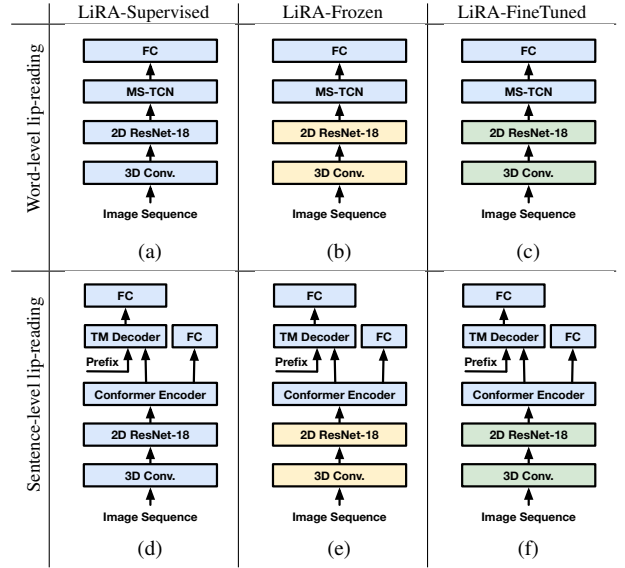 LiRA-Supervised LiRA-Frozen LiRA-FineTuned
Word-level lip-reading
FC FC FC
MS-TCN MS-TCN MS-TCN
2D ResNet-18 2D ResNet-18 2D ResNet-18
3D Conv. 3D Conv. 3D Conv.
Image Sequence Image Sequence Image Sequence
(a) (b) (c)
Sentence-level lip-reading
FC FC FC
TM Decoder FC TM Decoder FC TM Decoder FC
Prefix Prefix Prefix
Conformer Encoder Conformer Encoder Conformer Encoder
2D ResNet-18 2D ResNet-18 2D ResNet-18
3D Conv. 3D Conv. 3D Conv.
Image Sequence Image Sequence Image Sequence
(d) (e) (f)